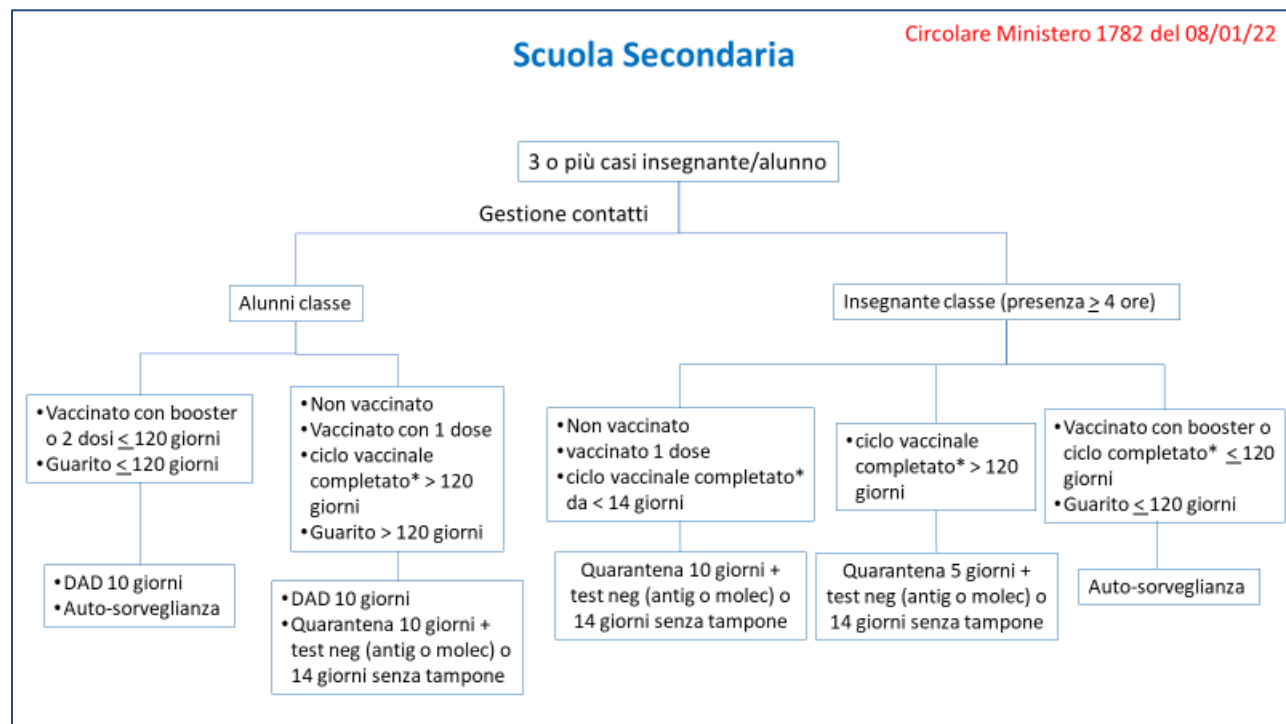 Circolare Ministero 1782 del 08/01/22
Scuola Secondaria
3 o più casi insegnante/alunno
Gestione contatti
Alunni classe
Insegnante classe (presenza ≥ 4 ore)
•Vaccinato con booster
o 2 dosi ≤ 120 giorni
•Guarito ≤ 120 giorni
•Non vaccinato
•Vaccinato con 1 dose
•ciclo vaccinale
completato* > 120
giorni
•Guarito > 120 giorni
•Non vaccinato
•vaccinato 1 dose
•ciclo vaccinale completato*
da < 14 giorni
•ciclo vaccinale
completato* > 120
giorni
•Vaccinato con booster o
ciclo completato* ≤ 120
giorni
•Guarito ≤ 120 giorni
•DAD 10 giorni
•Auto-sorveglianza
•DAD 10 giorni
•Quarantena 10 giorni +
test neg (antig o molec) o
14 giorni senza tampone
Quarantena 10 giorni +
test neg (antig o molec) o
14 giorni senza tampone
Quarantena 5 giorni +
test neg (antig o molec) o
14 giorni senza tampone
Auto-sorveglianza